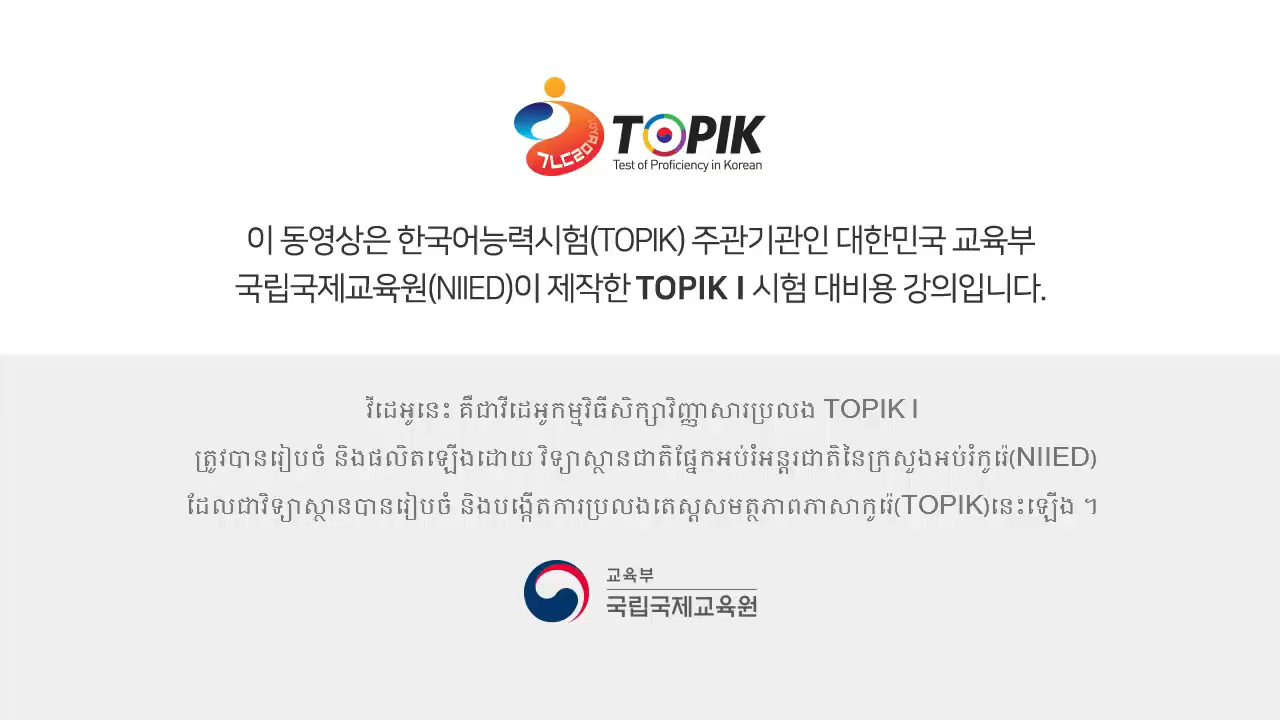 TOPIK
Test of Proficiency in Korean
이 동영상은 한국어능력시험(TOPIK) 주관기관인 대한민국 교육부
국립국제교육원(NIIED)이 제작한 TOPIK I 시험 대비용 강의입니다.
វីដេអូនេះ គឺជាវីដេអូកម្មវិធីសិក្សាវិញ្ញាសារប្រលង TOPIK I
ត្រូវបានរៀបចំ និងផលិតឡើងដោយ វិទ្យាស្ថានជាតិផ្នែកអប់រំអន្តរជាតិនៃក្រសួងអប់រំកូរ៉េ(NIIED)
ដែលជាវិទ្យាស្ថានបានរៀបចំ និងបង្កើតការប្រលងតេស្តសមត្ថភាពភាសាកូរ៉េ(TOPIK)នេះឡើង ។
교육부
국립국제교육원